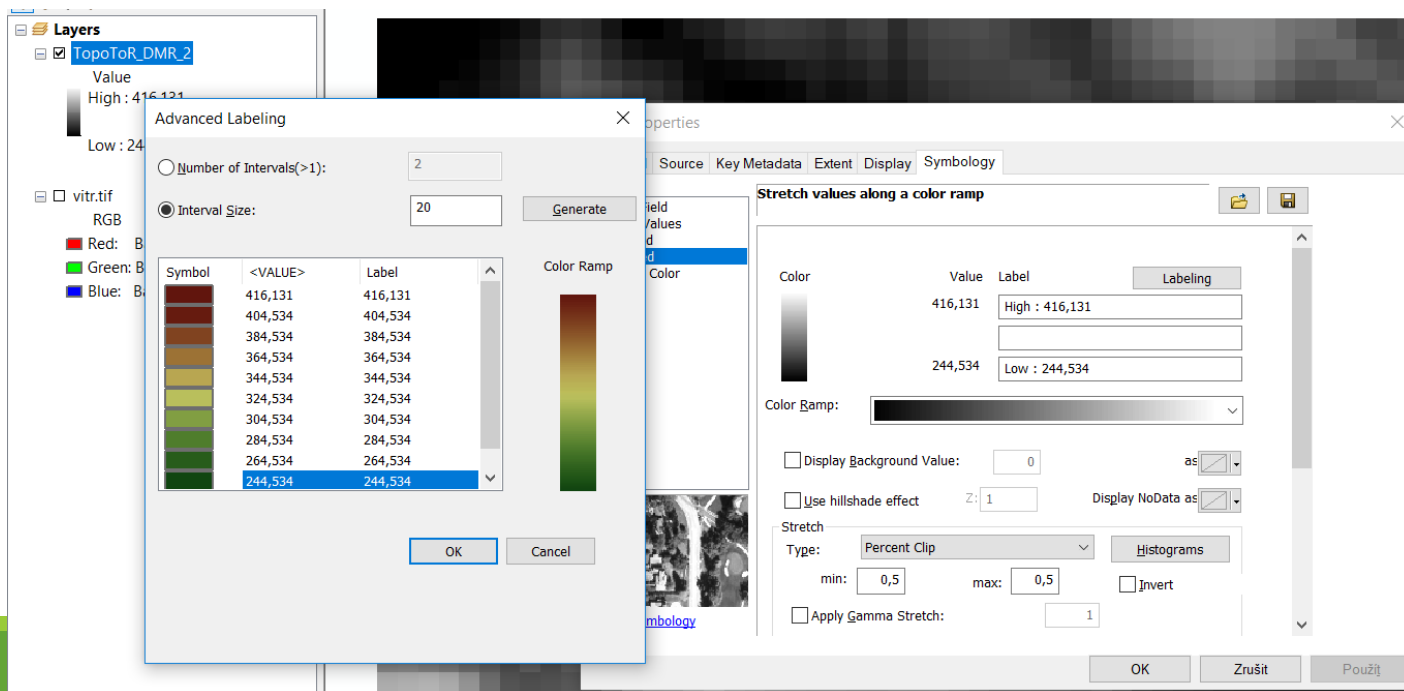 Layers
TopoToR_DMR_2
Value
High : 416,131
Low : 24
vitr.tif
RGB
Red: B
Green: B
Blue: Ba
Advanced Labeling
Number of Intervals(>1): 2
Interval Size: 20 Generate
Symbol <VALUE> Label Color Ramp
416,131 416,131
404,534 404,534
384,534 384,534
364,534 364,534
344,534 344,534
324,534 324,534
304,534 304,534
284,534 284,534
264,534 264,534
244,534 244,534
OK Cancel
operties
Source Key Metadata Extent Display Symbology
ield
alues
d
ed
Color
mbology
Stretch values along a color ramp
Color Value Label Labeling
416,131 High : 416,131
244,534 Low : 244,534
Color Ramp:
Display Background Value: 0 as
Use hillshade effect Z: 1 Display NoData as
Stretch
Type: Percent Clip Histograms
min: 0,5 max: 0,5 Invert
Apply Gamma Stretch: 1
OK Zrušit Použít